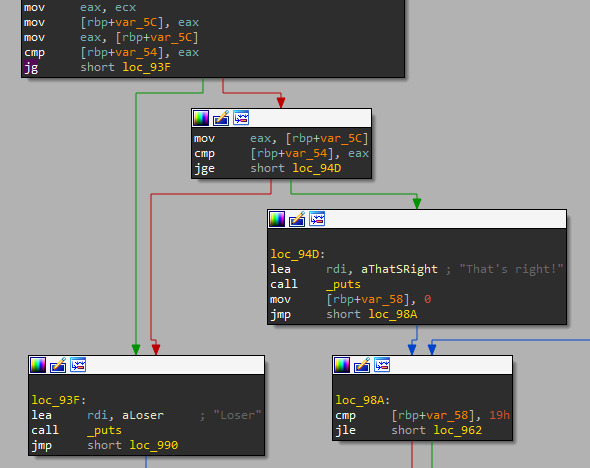 mov eax, ecx
mov [rbp+var_5C], eax
mov eax, [rbp+var_5C]
cmp [rbp+var_54], eax
jg short loc_93F
mov eax, [rbp+var_5C]
cmp [rbp+var_54], eax
jge short loc_94D
loc_94D:
lea rdi, aThatSRight ; "That's right!"
call _puts
mov [rbp+var_58], 0
jmp short loc_98A
loc_93F:
lea rdi, aLoser ; "Loser"
call _puts
jmp short loc_990
loc_98A:
cmp [rbp+var_58], 19h
jle short loc_962